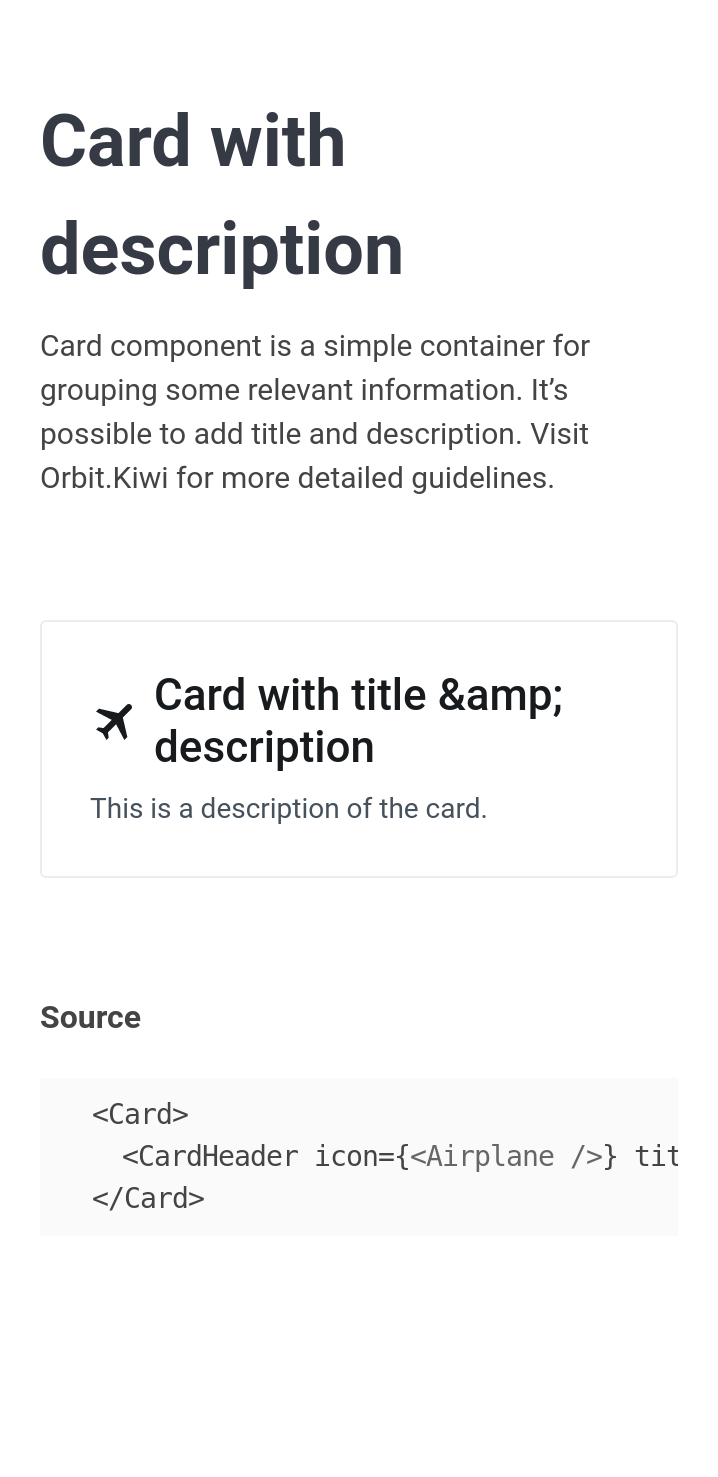 Card with
description
Card component is a simple container for
grouping some relevant information. It’s
possible to add title and description. Visit
Orbit.Kiwi for more detailed guidelines.
Card with title &amp;
description
This is a description of the card.
Source
<Card>
<CardHeader icon={<Airplane />} tit
</Card>